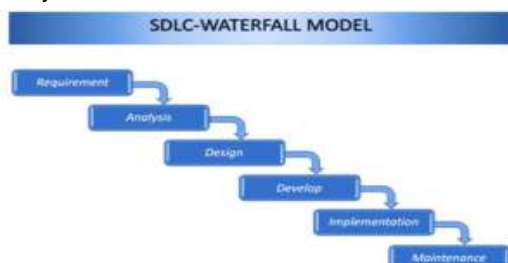 SDLC-WATERFALL MODEL
Requirement
Analysis
Design
Develop
Implementation
Maintenance